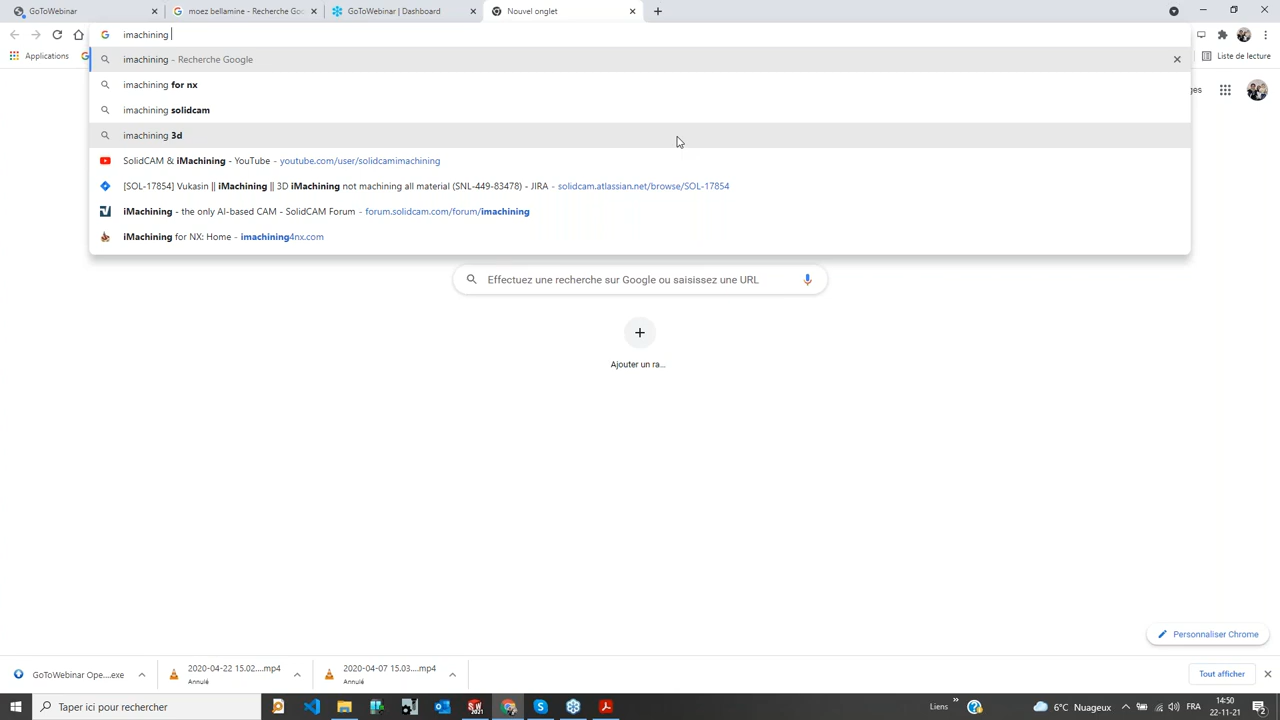 GoToWebinar
moez bellamine - Recherche Goo
GoToWebinar | Dashboard
Nouvel onglet
imachining
Applications
Liste de lecture
imachining - Recherche Google
imachining for nx
ges
imachining solidcam
imachining 3d
SolidCAM & iMachining - YouTube - youtube.com/user/solidcamimachining
[SOL-17854] Vukasin || iMachining || 3D iMachining not machining all material (SNL-449-83478) - JIRA - solidcam.atlassian.net/browse/SOL-17854
iMachining - the only AI-based CAM - SolidCAM Forum - forum.solidcam.com/forum/imachining
iMachining for NX: Home - imachining4nx.com
Effectuez une recherche sur Google ou saisissez une URL
Ajouter un ra...
Personnaliser Chrome
GoToWebinar Ope....exe
2020-04-22 15.02....mp4
Annulé
2020-04-07 15.03....mp4
Annulé
Tout afficher
Taper ici pour rechercher
Liens
6°C Nuageux
FRA
14:50
22-11-21
2